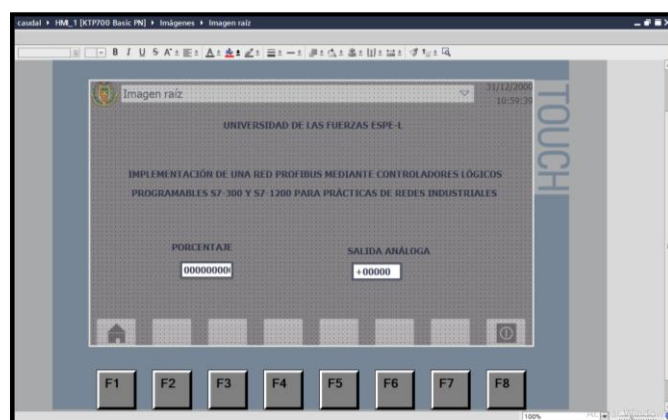 caudal ▸ HMI_1 [KTP700 Basic PN] ▸ Imágenes ▸ Imagen raíz
B I U S A
Imagen raíz
31/12/2000
10:59:39
TOUCH
UNIVERSIDAD DE LAS FUERZAS ESPE-L
IMPLEMENTACIÓN DE UNA RED PROFIBUS MEDIANTE CONTROLADORES LÓGICOS
PROGRAMABLES S7-300 Y S7-1200 PARA PRÁCTICAS DE REDES INDUSTRIALES
PORCENTAJE
SALIDA ANÁLOGA
+00000
F1 F2 F3 F4 F5 F6 F7 F8
100%